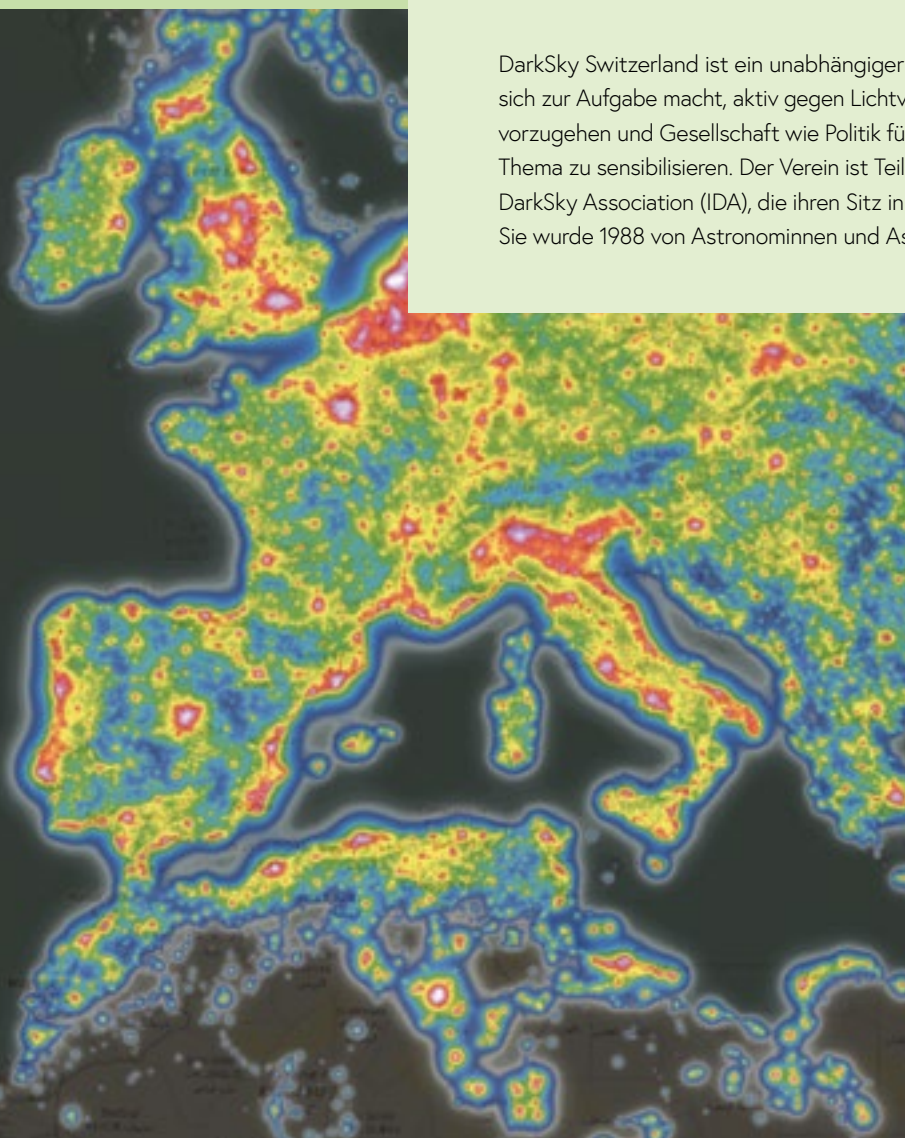 DarkSky Switzerland ist ein unabhängiger
sich zur Aufgabe macht, aktiv gegen Lichtv
vorzugehen und Gesellschaft wie Politik fü
Thema zu sensibilisieren. Der Verein ist Teil
DarkSky Association (IDA), die ihren Sitz in
Sie wurde 1988 von Astronominnen und As